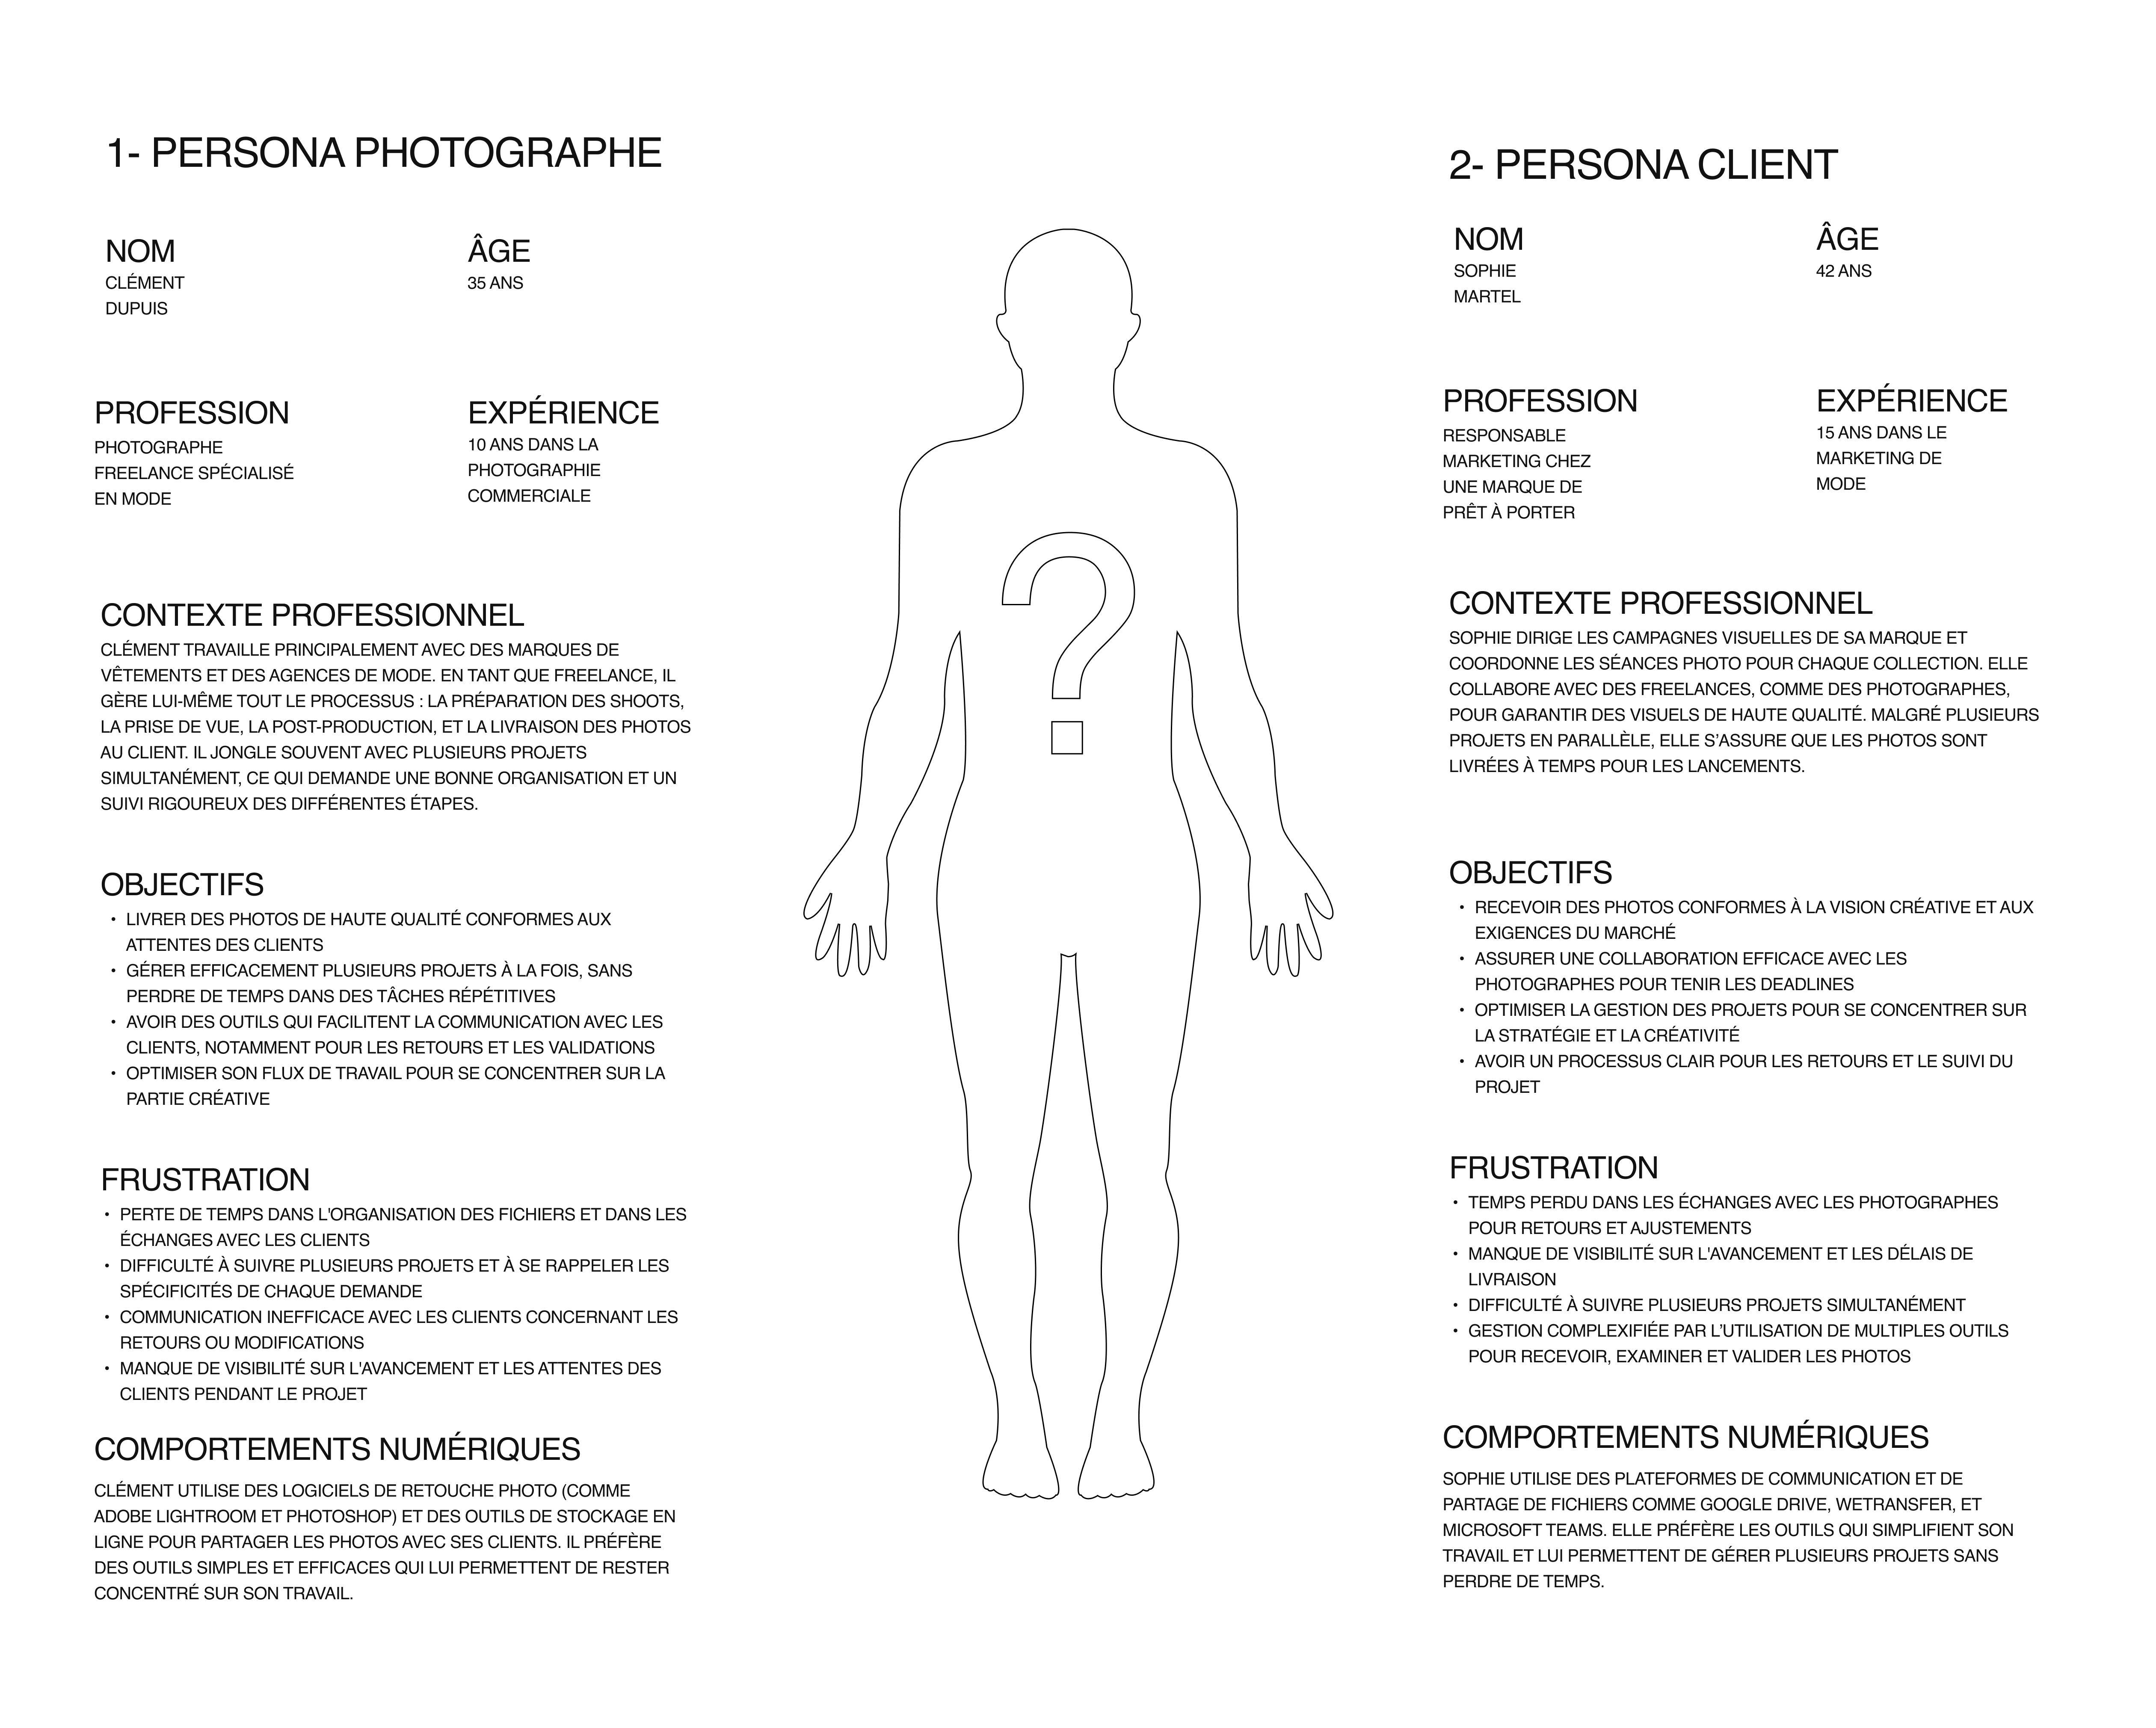 1- PERSONA PHOTOGRAPHE
NOM
CLÉMENT
DUPUIS
ÂGE
35 ANS
PROFESSION
PHOTOGRAPHE
FREELANCE SPÉCIALISÉ
EN MODE
EXPÉRIENCE
10 ANS DANS LA
PHOTOGRAPHIE
COMMERCIALE
CONTEXTE PROFESSIONNEL
CLÉMENT TRAVAILLE PRINCIPALEMENT AVEC DES MARQUES DE
VÊTEMENTS ET DES AGENCES DE MODE. EN TANT QUE FREELANCE, IL
GÈRE LUI-MÊME TOUT LE PROCESSUS : LA PRÉPARATION DES SHOOTS,
LA PRISE DE VUE, LA POST-PRODUCTION, ET LA LIVRAISON DES PHOTOS
AU CLIENT. IL JONGLE SOUVENT AVEC PLUSIEURS PROJETS
SIMULTANÉMENT, CE QUI DEMANDE UNE BONNE ORGANISATION ET UN
SUIVI RIGOUREUX DES DIFFÉRENTES ÉTAPES.
OBJECTIFS
• LIVRER DES PHOTOS DE HAUTE QUALITÉ CONFORMES AUX
ATTENTES DES CLIENTS
• GÉRER EFFICACEMENT PLUSIEURS PROJETS À LA FOIS, SANS
PERDRE DE TEMPS DANS DES TÂCHES RÉPÉTITIVES
• AVOIR DES OUTILS QUI FACILITENT LA COMMUNICATION AVEC LES
CLIENTS, NOTAMMENT POUR LES RETOURS ET LES VALIDATIONS
• OPTIMISER SON FLUX DE TRAVAIL POUR SE CONCENTRER SUR LA
PARTIE CRÉATIVE
FRUSTRATION
• PERTE DE TEMPS DANS L'ORGANISATION DES FICHIERS ET DANS LES
ÉCHANGES AVEC LES CLIENTS
• DIFFICULTÉ À SUIVRE PLUSIEURS PROJETS ET À SE RAPPELER LES
SPÉCIFICITÉS DE CHAQUE DEMANDE
• COMMUNICATION INEFFICACE AVEC LES CLIENTS CONCERNANT LES
RETOURS OU MODIFICATIONS
• MANQUE DE VISIBILITÉ SUR L'AVANCEMENT ET LES ATTENTES DES
CLIENTS PENDANT LE PROJET
COMPORTEMENTS NUMÉRIQUES
CLÉMENT UTILISE DES LOGICIELS DE RETOUCHE PHOTO (COMME
ADOBE LIGHTROOM ET PHOTOSHOP) ET DES OUTILS DE STOCKAGE EN
LIGNE POUR PARTAGER LES PHOTOS AVEC SES CLIENTS. IL PRÉFÈRE
DES OUTILS SIMPLES ET EFFICACES QUI LUI PERMETTENT DE RESTER
CONCENTRÉ SUR SON TRAVAIL.
?
2- PERSONA CLIENT
NOM
SOPHIE
MARTEL
ÂGE
42 ANS
PROFESSION
RESPONSABLE
MARKETING CHEZ
UNE MARQUE DE
PRÊT À PORTER
EXPÉRIENCE
15 ANS DANS LE
MARKETING DE
MODE
CONTEXTE PROFESSIONNEL
SOPHIE DIRIGE LES CAMPAGNES VISUELLES DE SA MARQUE ET
COORDONNE LES SÉANCES PHOTO POUR CHAQUE COLLECTION. ELLE
COLLABORE AVEC DES FREELANCES, COMME DES PHOTOGRAPHES,
POUR GARANTIR DES VISUELS DE HAUTE QUALITÉ. MALGRÉ PLUSIEURS
PROJETS EN PARALLÈLE, ELLE S’ASSURE QUE LES PHOTOS SONT
LIVRÉES À TEMPS POUR LES LANCEMENTS.
OBJECTIFS
• RECEVOIR DES PHOTOS CONFORMES À LA VISION CRÉATIVE ET AUX
EXIGENCES DU MARCHÉ
• ASSURER UNE COLLABORATION EFFICACE AVEC LES
PHOTOGRAPHES POUR TENIR LES DEADLINES
• OPTIMISER LA GESTION DES PROJETS POUR SE CONCENTRER SUR
LA STRATÉGIE ET LA CRÉATIVITÉ
• AVOIR UN PROCESSUS CLAIR POUR LES RETOURS ET LE SUIVI DU
PROJET
FRUSTRATION
• TEMPS PERDU DANS LES ÉCHANGES AVEC LES PHOTOGRAPHES
POUR RETOURS ET AJUSTEMENTS
• MANQUE DE VISIBILITÉ SUR L'AVANCEMENT ET LES DÉLAIS DE
LIVRAISON
• DIFFICULTÉ À SUIVRE PLUSIEURS PROJETS SIMULTANÉMENT
• GESTION COMPLEXIFIÉE PAR L’UTILISATION DE MULTIPLES OUTILS
POUR RECEVOIR, EXAMINER ET VALIDER LES PHOTOS
COMPORTEMENTS NUMÉRIQUES
SOPHIE UTILISE DES PLATEFORMES DE COMMUNICATION ET DE
PARTAGE DE FICHIERS COMME GOOGLE DRIVE, WETRANSFER, ET
MICROSOFT TEAMS. ELLE PRÉFÈRE LES OUTILS QUI SIMPLIFIENT SON
TRAVAIL ET LUI PERMETTENT DE GÉRER PLUSIEURS PROJETS SANS
PERDRE DE TEMPS.